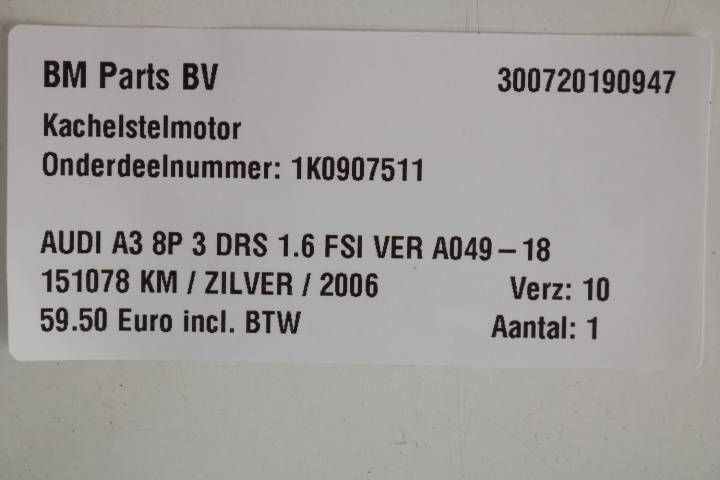 BM Parts BV 300720190947
Kachelstelmotor
Onderdeelnummer: 1K0907511
AUDI A3 8P 3 DRS 1.6 FSI VER A049 – 18
151078 KM / ZILVER / 2006 Verz: 10
59.50 Euro incl. BTW Aantal: 1